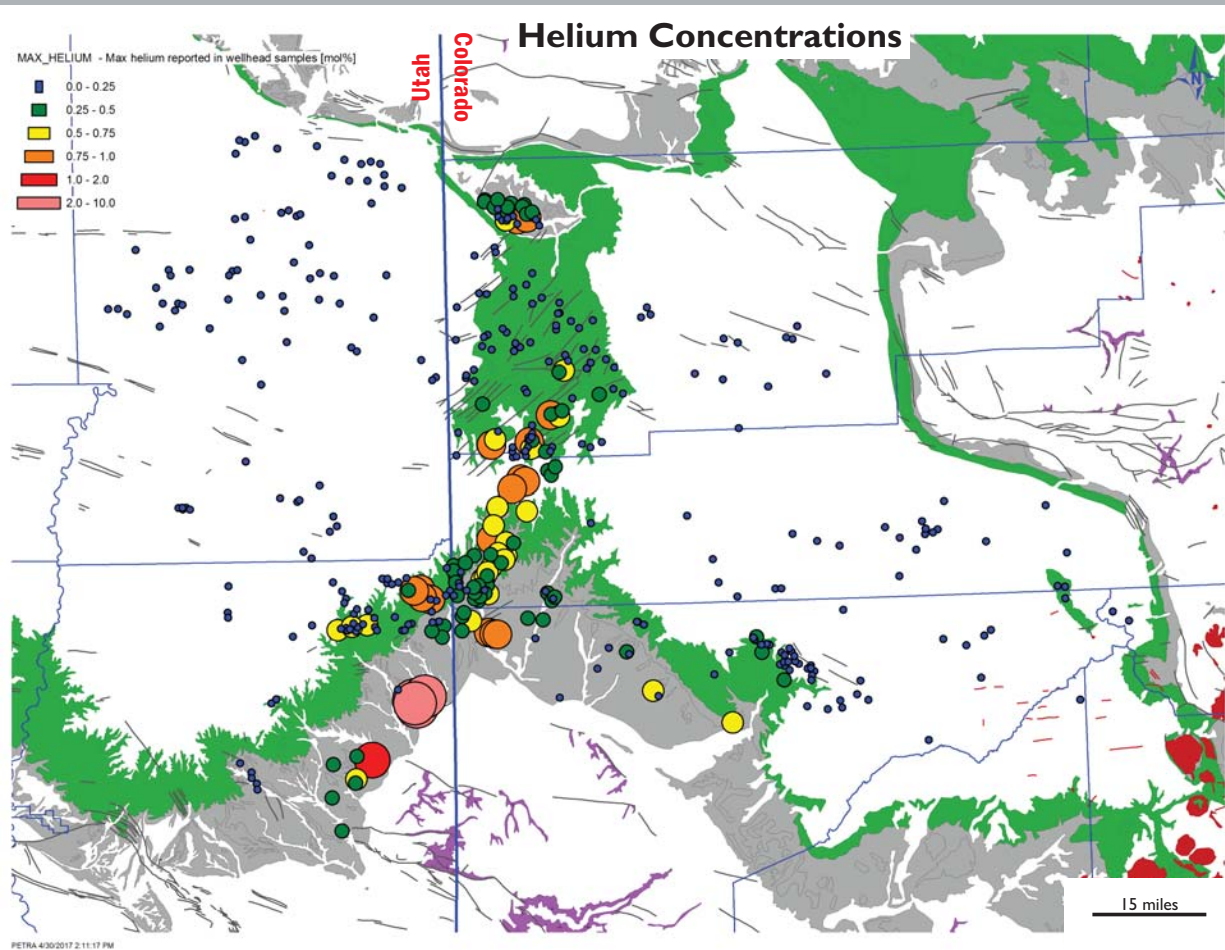 Helium Concentrations
MAX_HELIUM - Max helium reported in wellhead samples [mol%]
0.0 - 0.25
0.25 - 0.5
0.5 - 0.75
0.75 - 1.0
1.0 - 2.0
2.0 - 10.0
Utah
Colorado
N
15 miles
PETRA 4/30/2017 2:11:17 PM